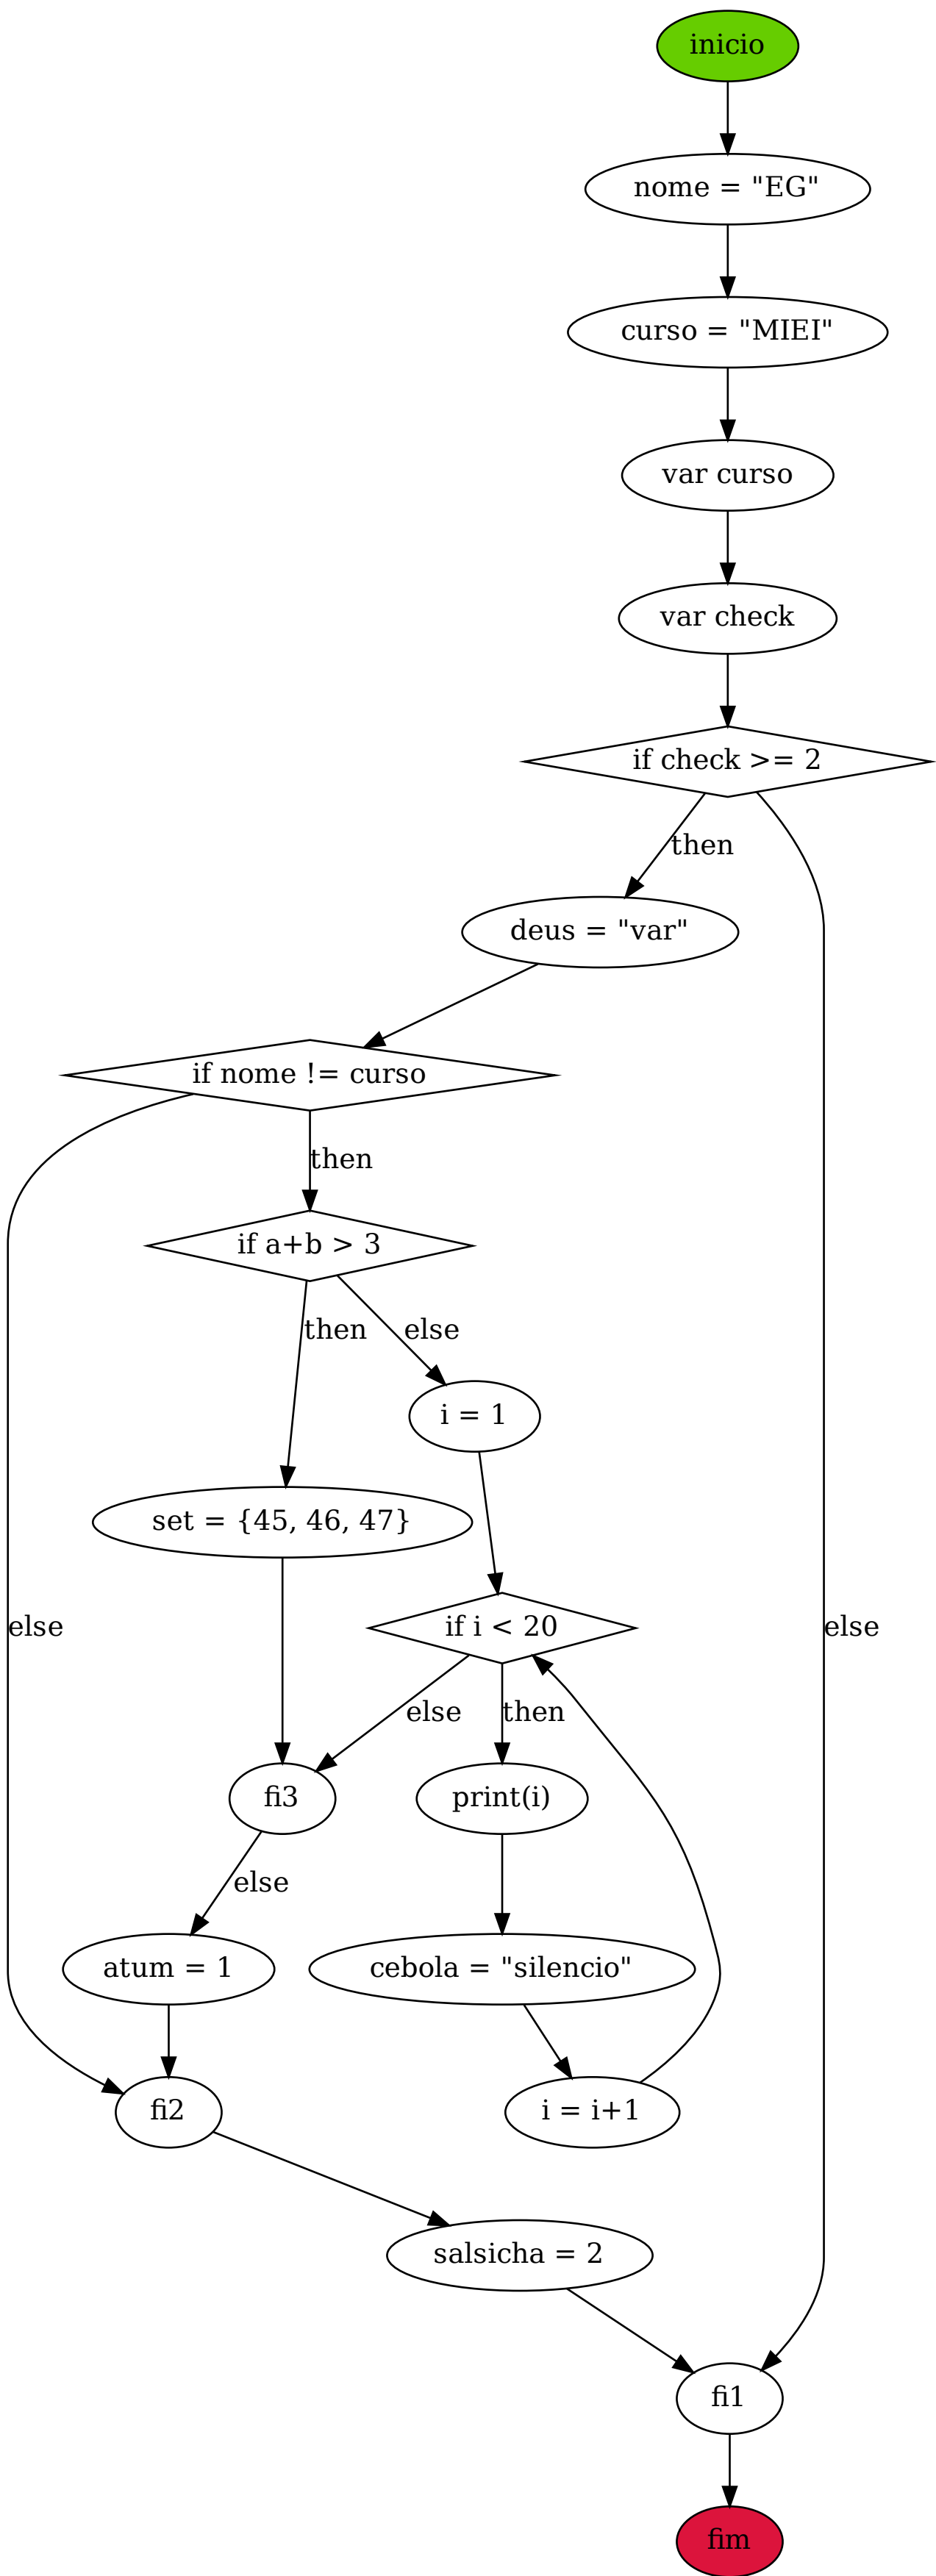 inicio
nome = "EG"
curso = "MIEI"
var curso
var check
if check >= 2
then
deus = "var"
if nome != curso
then
if a+b > 3
then
else
i = 1
set = {45, 46, 47}
else
if i < 20
else
else
then
fi3
print(i)
else
atum = 1
cebola = "silencio"
fi2
i = i+1
salsicha = 2
fi1
fim